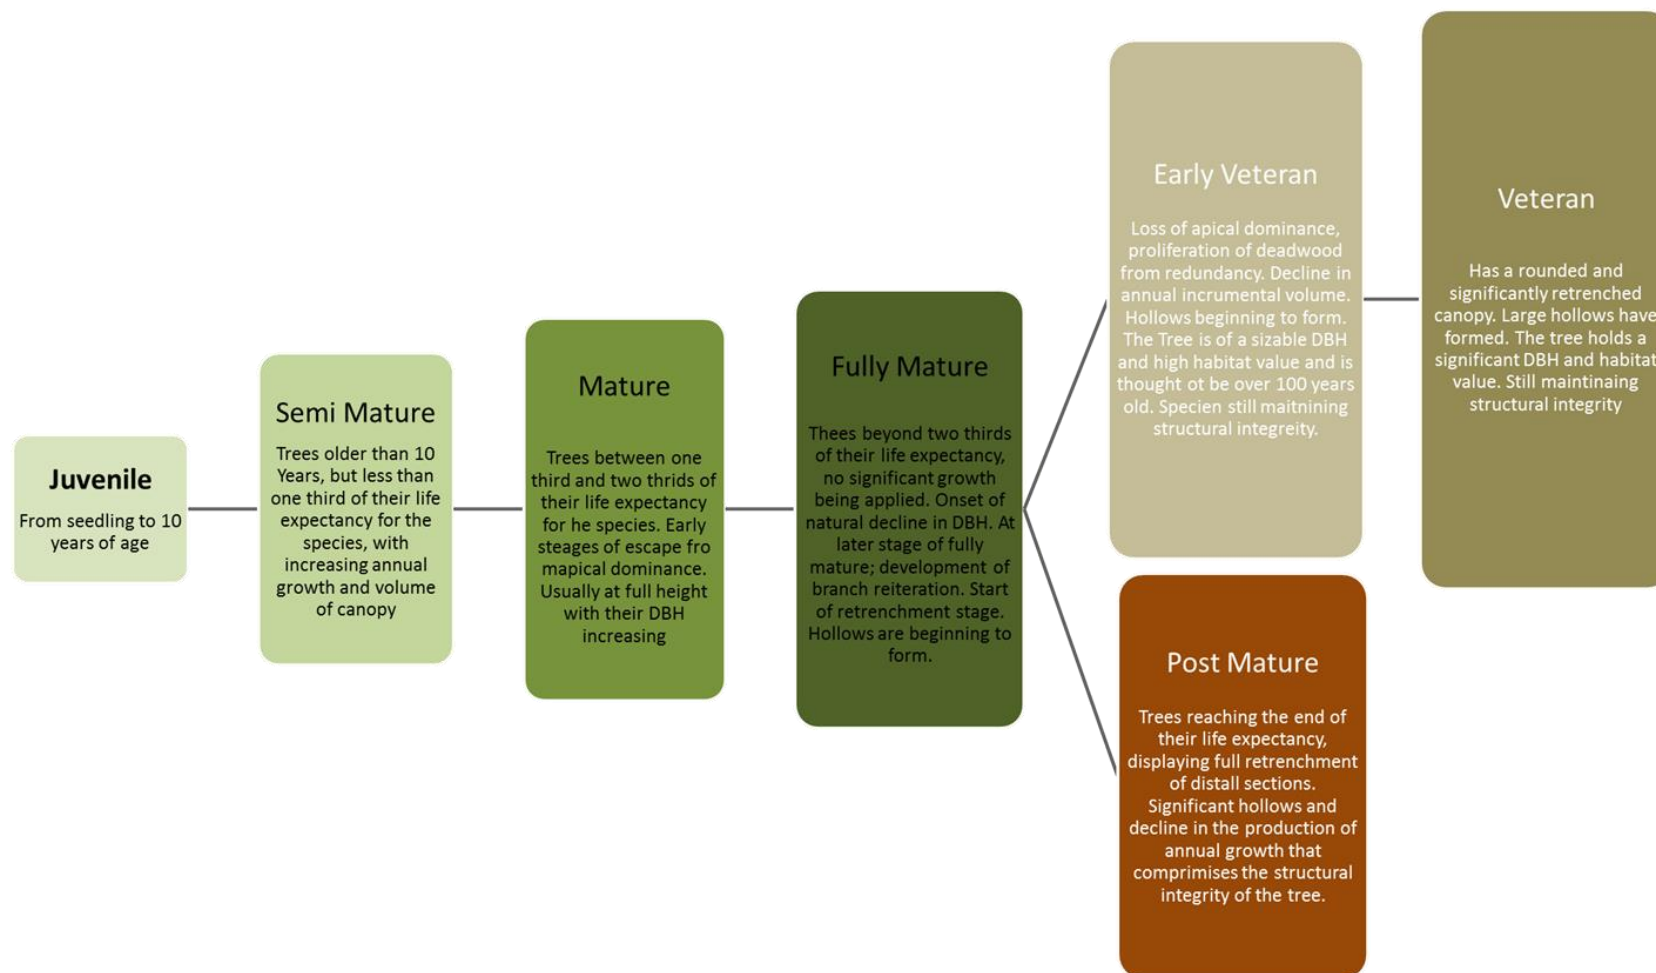 Juvenile
From seedling to 10
years of age
Semi Mature
Trees older than 10
Years, but less than
one third of their life
expectancy for the
species, with
increasing annual
growth and volume
of canopy
Mature
Trees between one
third and two thrids of
their life expectancy
for he species. Early
steages of escape fro
mapical dominance.
Usually at full height
with their DBH
increasing
Fully Mature
Thees beyond two thirds
of their life expectancy,
no significant growth
being applied. Onset of
natural decline in DBH. At
later stage of fully
mature; development of
branch reiteration. Start
of retrenchment stage.
Hollows are beginning to
form.
Early Veteran
Loss of apical dominance,
proliferation of deadwood
from redundancy. Decline in
annual incrumental volume.
Hollows beginning to form.
The Tree is of a sizable DBH
and high habitat value and is
thought ot be over 100 years
old. Specien still maitnining
structural integreity.
Veteran
Has a rounded and
significantly retrenched
canopy. Large hollows have
formed. The tree holds a
significant DBH and habitat
value. Still maintinaing
structural integrity
Post Mature
Trees reaching the end of
their life expectancy,
displaying full retrenchment
of distall sections.
Significant hollows and
decline in the production of
annual growth that
comprimises the structural
integrity of the tree.